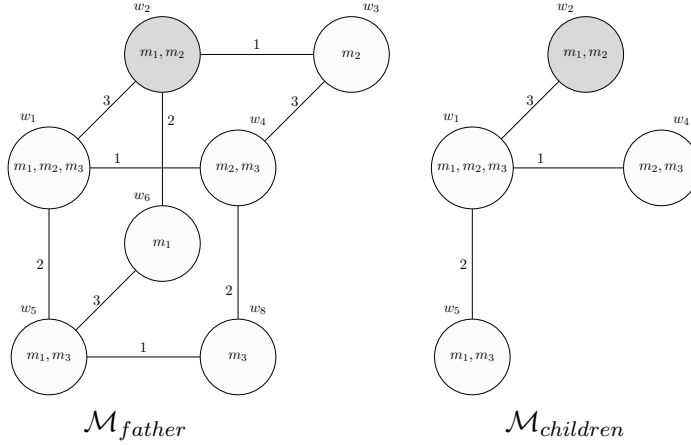 w₂ w₃ w₂
m₁, m₂ 1 m₂ m₁, m₂
3 2 3 3
w₁ w₄ w₁ w₄
m₁, m₂, m₃ 1 m₂, m₃ m₁, m₂, m₃ 1 m₂, m₃
w₆
m₁
2 3 2 2
w₅ w₈ w₅
m₁, m₃ 1 m₃ m₁, m₃
ℳ_father ℳ_children